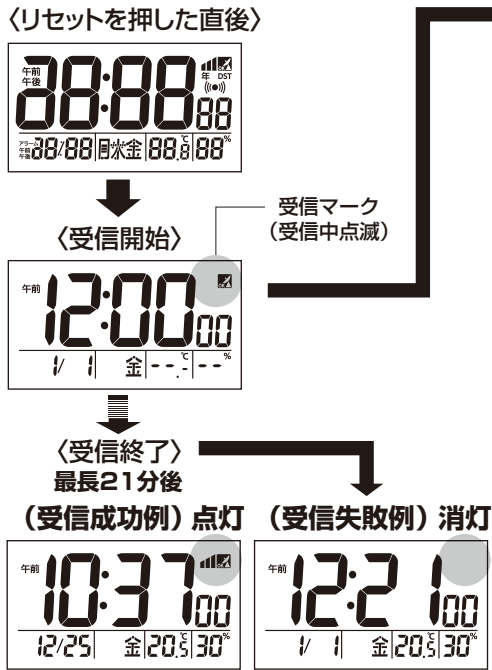 〈リセットを押した直後〉
午前
午後
28:88 88
年 DST
アラーム
午前
午後
28/88 日水金 88.8℃ 88%
受信マーク
(受信中点滅)
〈受信開始〉
午前 12:00 00
1/ 1 金 --.-℃ --%
〈受信終了〉
最長21分後
(受信成功例) 点灯
(受信失敗例) 消灯
午前 10:37 00
12/25 金 20.5℃ 30%
午前 12:21 00
1/ 1 金 20.5℃ 30%